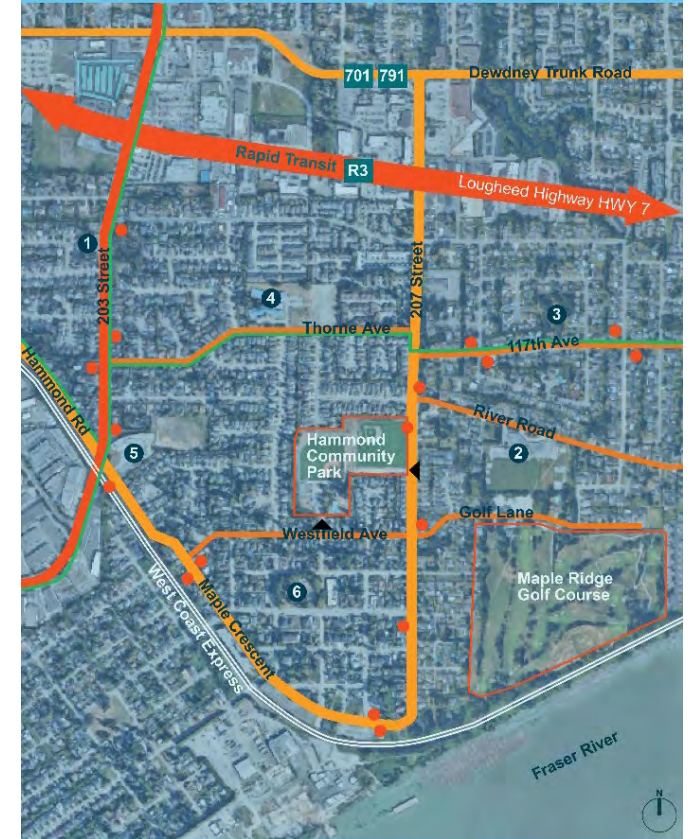 701 791
Dewdney Trunk Road
Rapid Transit
R3
Lougheed Highway HWY 7
1
203 Street
207 Street
4
3
Thorne Ave
117th Ave
Hammond Rd
River Road
Hammond
Community
Park
5
2
Golf Lane
Westfield Ave
Maple Ridge
Golf Course
6
Maple Crescent
West Coast Express
Fraser River
N